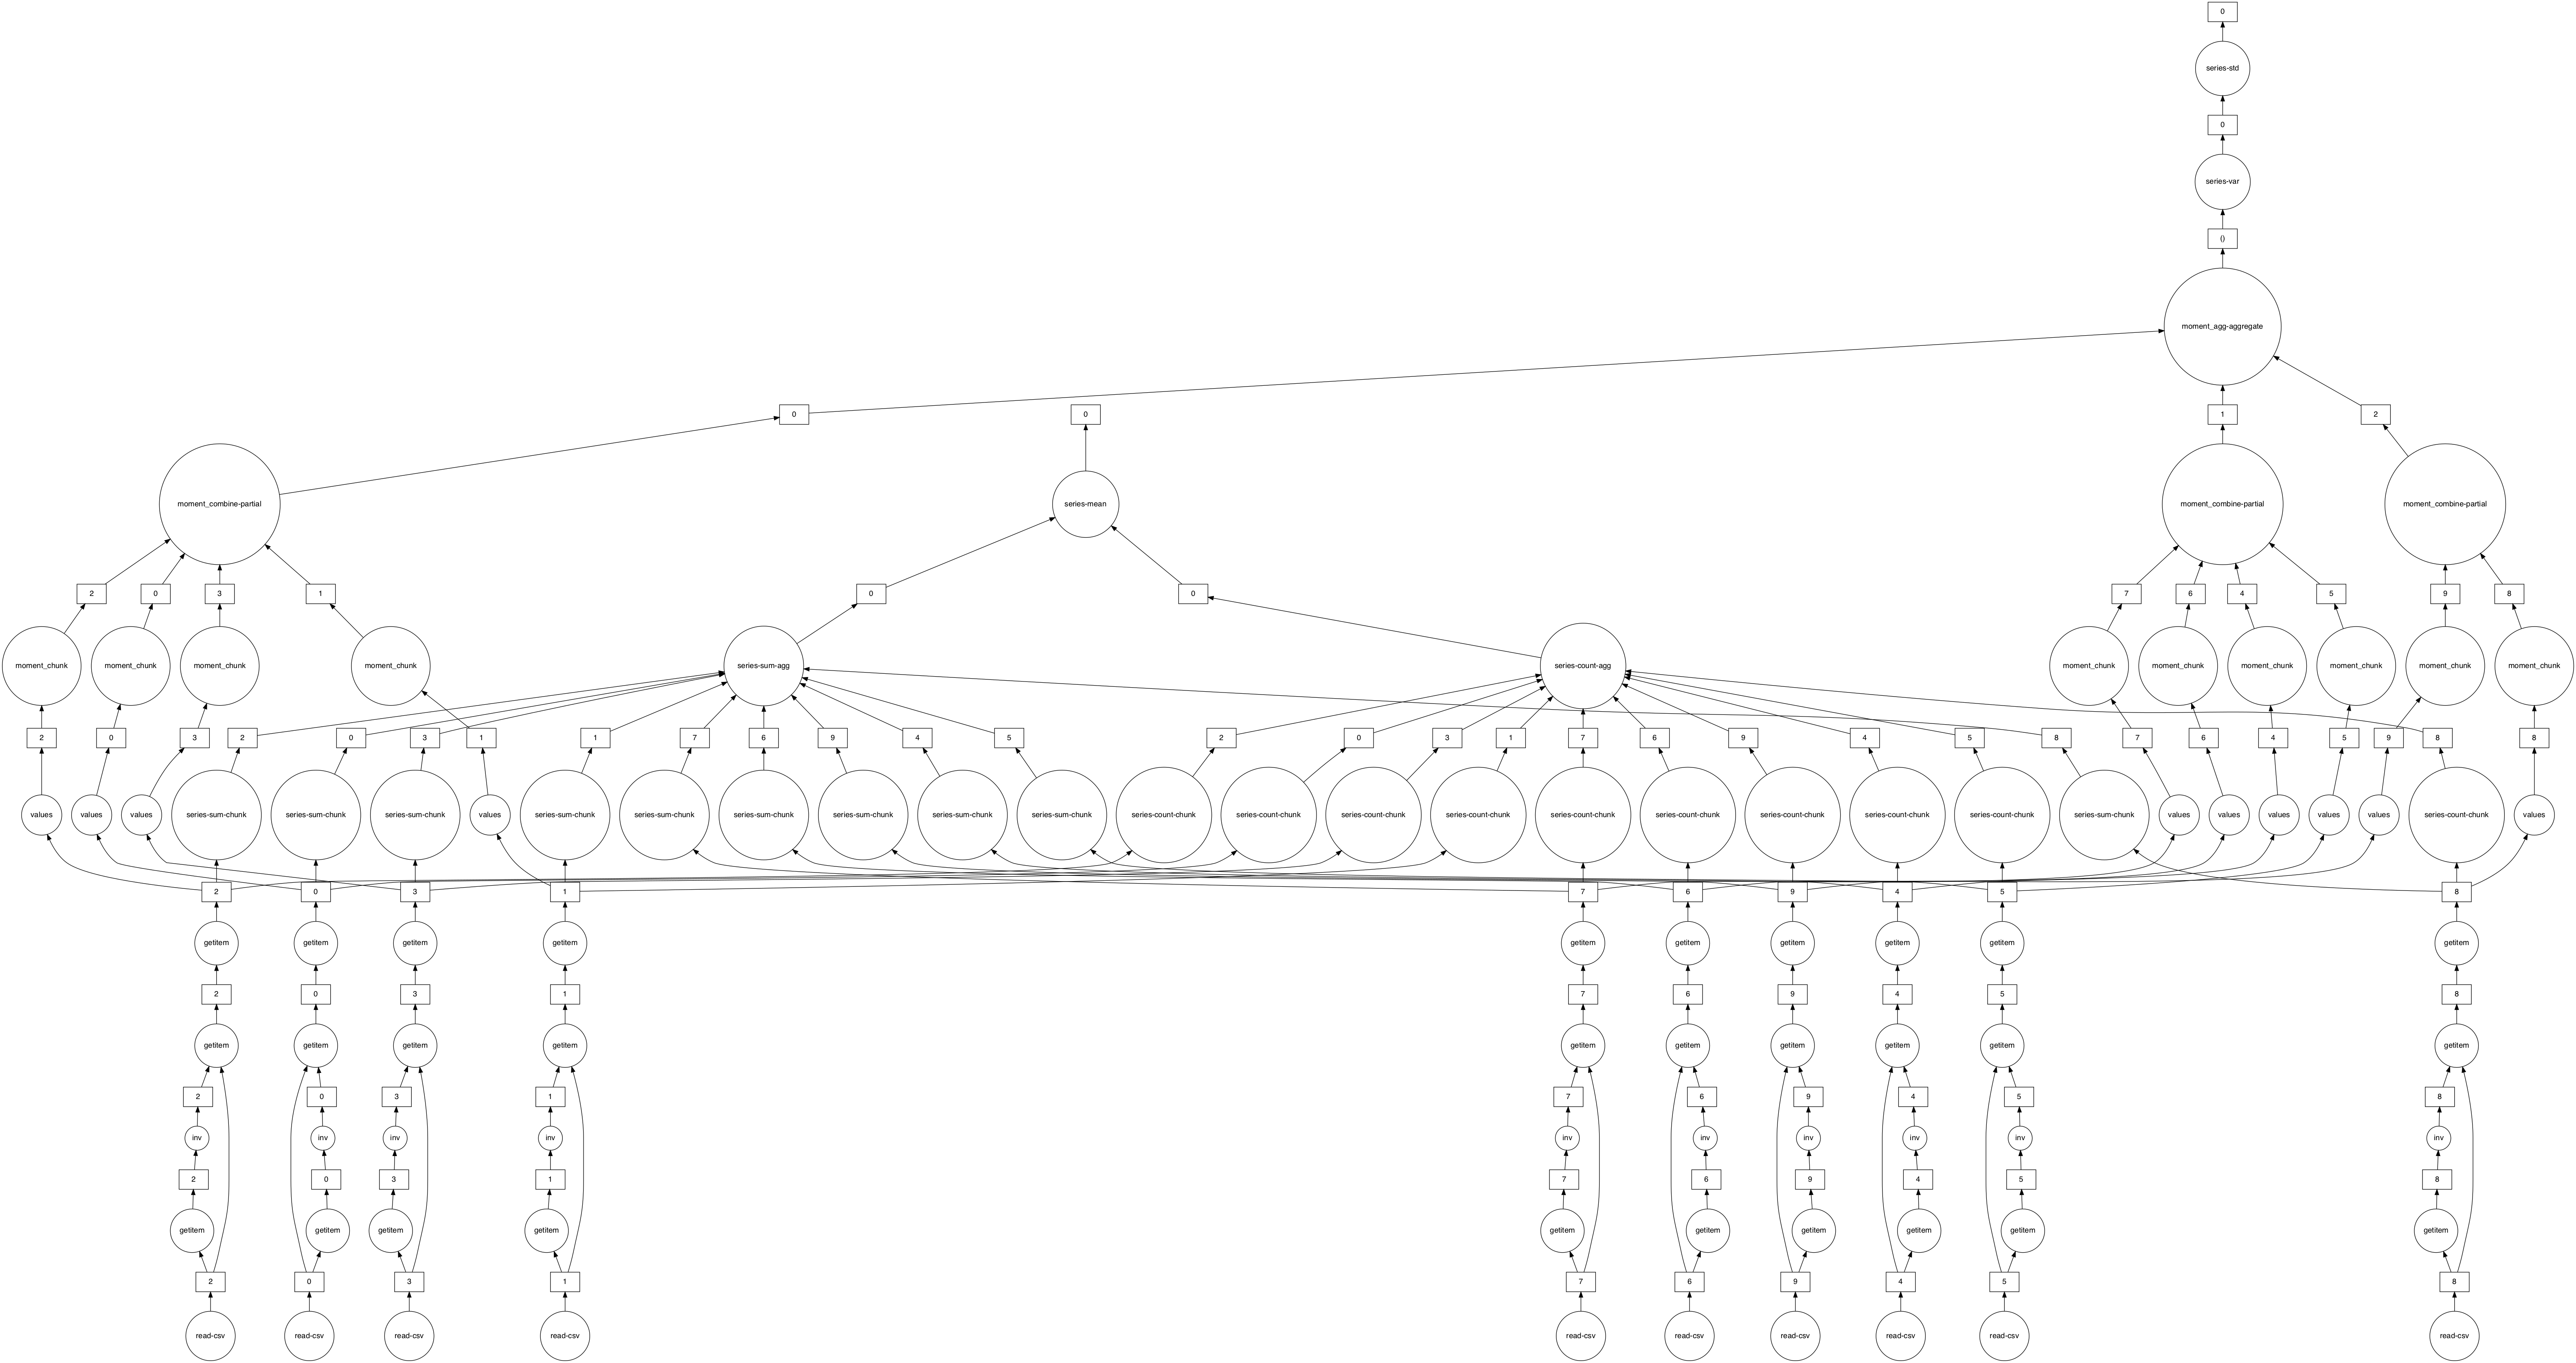 0
series-std
0
series-var
()
moment_agg-aggregate
0 0 1 2
moment_combine-partial series-mean moment_combine-partial moment_combine-partial
2 0 3 1 0 0 7 6 4 5 9 8
moment_chunk moment_chunk moment_chunk moment_chunk series-sum-agg series-count-agg moment_chunk moment_chunk moment_chunk moment_chunk moment_chunk moment_chunk
2 0 3 2 0 3 1 1 7 6 9 4 5 2 0 3 1 7 6 9 4 5 8 7 6 4 5 9 8 8
values values values series-sum-chunk series-sum-chunk series-sum-chunk values series-sum-chunk series-sum-chunk series-sum-chunk series-sum-chunk series-sum-chunk series-sum-chunk series-count-chunk series-count-chunk series-count-chunk series-count-chunk series-count-chunk series-count-chunk series-count-chunk series-count-chunk series-count-chunk series-sum-chunk values values values values values series-count-chunk values
2 0 3 1 7 6 9 4 5 8
getitem getitem getitem getitem getitem getitem getitem getitem getitem getitem
2 0 3 1 7 6 9 4 5 8
getitem getitem getitem getitem getitem getitem getitem getitem getitem getitem
2 0 3 1 7 6 9 4 5 8
inv inv inv inv inv inv inv inv inv inv
2 0 3 1 7 6 9 4 5 8
getitem getitem getitem getitem getitem getitem getitem getitem getitem getitem
2 0 3 1 7 6 9 4 5 8
read-csv read-csv read-csv read-csv read-csv read-csv read-csv read-csv read-csv read-csv